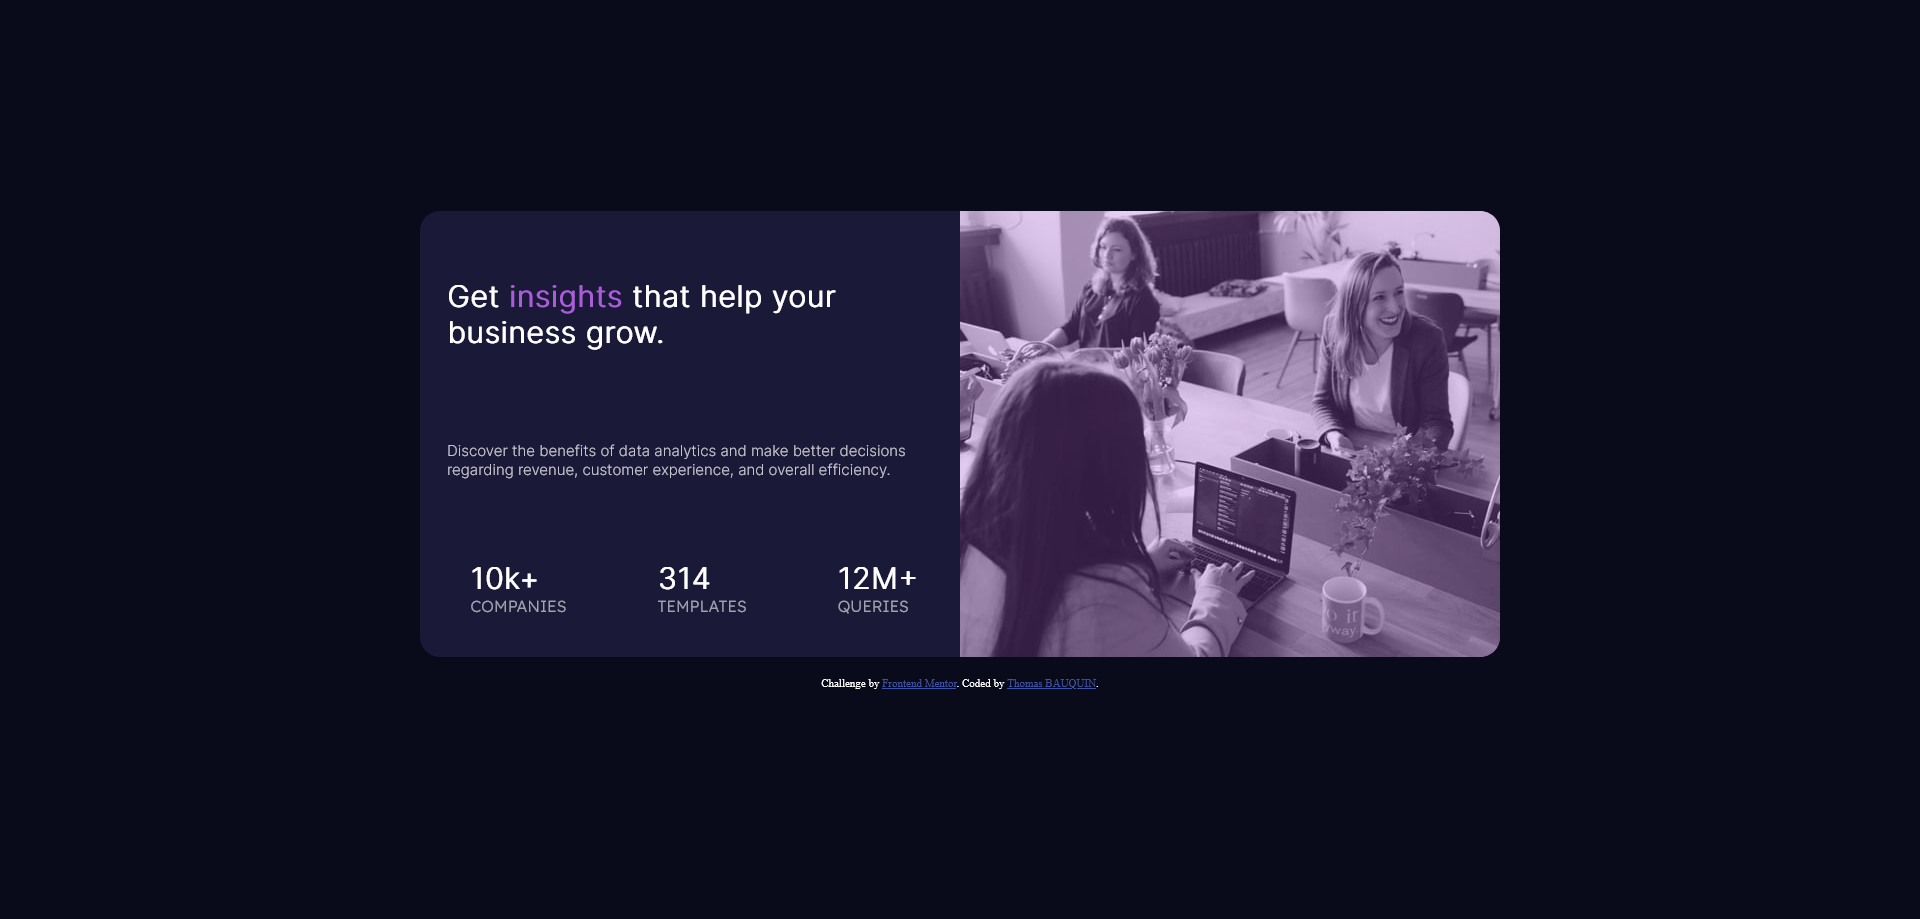 Get insights that help your
business grow.
Discover the benefits of data analytics and make better decisions
regarding revenue, customer experience, and overall efficiency.
10k+ 314 12M+
COMPANIES TEMPLATES QUERIES
way
Challenge by Frontend Mentor. Coded by Thomas BAUQUIN.